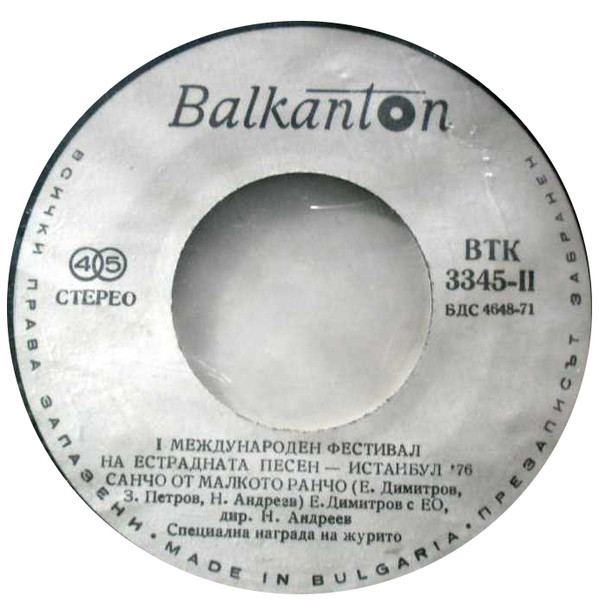 Balkanton
45
СТЕРЕО
ВТК
3345-II
БДС 4648-71
I МЕЖДУНАРОДЕН ФЕСТИВАЛ
НА ЕСТРАДНАТА ПЕСЕН — ИСТАНБУЛ '76
САНЧО ОТ МАЛКОТО РАНЧО (Е. Димитров,
З. Петров, Н. Андреев) Е. Димитров с ЕО,
дир. Н. Андреев
Специална награда на журито
ВСИЧКИ ПРАВА ЗАПАЗЕНИ • MADE IN BULGARIA • ПРЕЗАПИСЪТ ЗАБРАНЕН